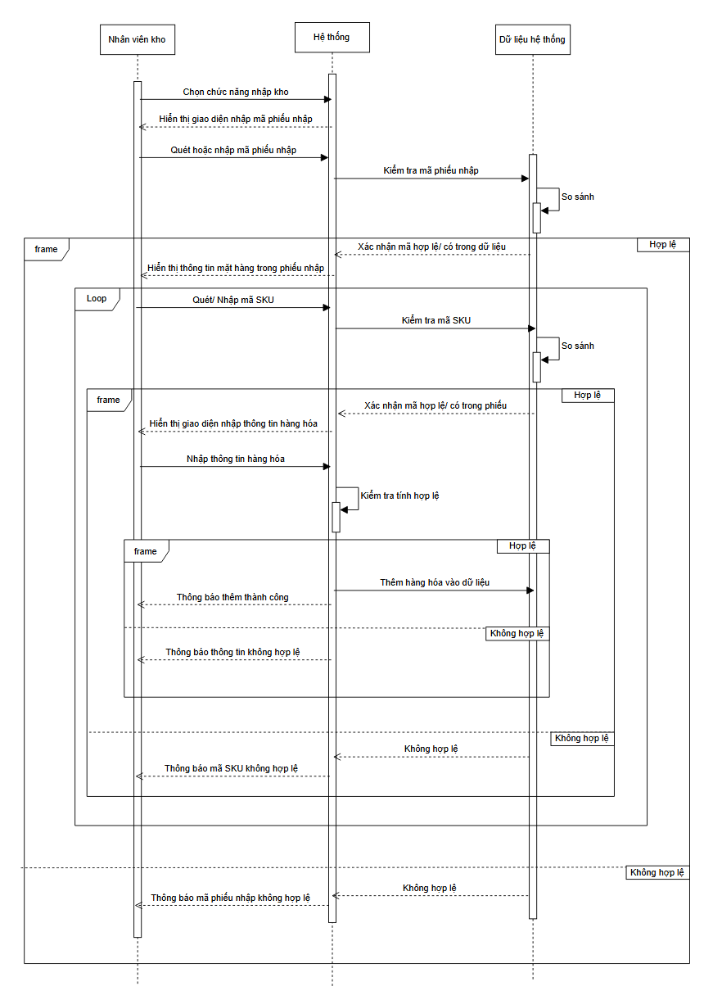 Nhân viên kho
Hệ thống
Dữ liệu hệ thống
Chọn chức năng nhập kho
Hiển thị giao diện nhập mã phiếu nhập
Quét hoặc nhập mã phiếu nhập
Kiểm tra mã phiếu nhập
So sánh
frame
Hợp lệ
Xác nhận mã hợp lệ/ có trong dữ liệu
Hiển thị thông tin mặt hàng trong phiếu nhập
Loop
Quét/ Nhập mã SKU
Kiểm tra mã SKU
So sánh
frame
Hợp lệ
Xác nhận mã hợp lệ/ có trong phiếu
Hiển thị giao diện nhập thông tin hàng hóa
Nhập thông tin hàng hóa
Kiểm tra tính hợp lệ
frame
Hợp lệ
Thêm hàng hóa vào dữ liệu
Thông báo thêm thành công
Không hợp lệ
Thông báo thông tin không hợp lệ
Không hợp lệ
Không hợp lệ
Thông báo mã SKU không hợp lệ
Không hợp lệ
Không hợp lệ
Thông báo mã phiếu nhập không hợp lệ